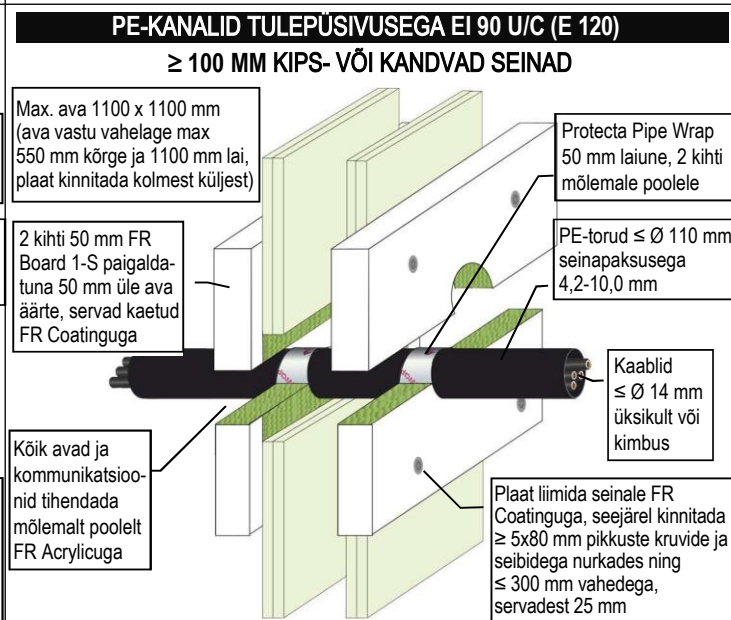 PE-KANALID TULEPÜSIVUSEGA EI 90 U/C (E 120)
≥ 100 MM KIPS- VÕI KANDVAD SEINAD
Max. ava 1100 x 1100 mm
(ava vastu vahelage max
550 mm kõrge ja 1100 mm lai,
plaat kinnitada kolmest küljest)
2 kihti 50 mm FR
Board 1-S paigalda-
tuna 50 mm üle ava
äärte, servad kaetud
FR Coatinguga
Kõik avad ja
kommunikatsioo-
nid tihendada
mõlemalt poolelt
FR Acrylicuga
Protecta Pipe Wrap
50 mm laiune, 2 kihti
mõlemale poolele
PE-torud ≤ Ø 110 mm
seinapaksusega
4,2-10,0 mm
Kaablid
≤ Ø 14 mm
üksikult või
kimbus
Plaat liimida seinale FR
Coatinguga, seejärel kinnitada
≥ 5x80 mm pikkuste kruvide ja
seibidega nurkades ning
≤ 300 mm vahedega,
servadest 25 mm